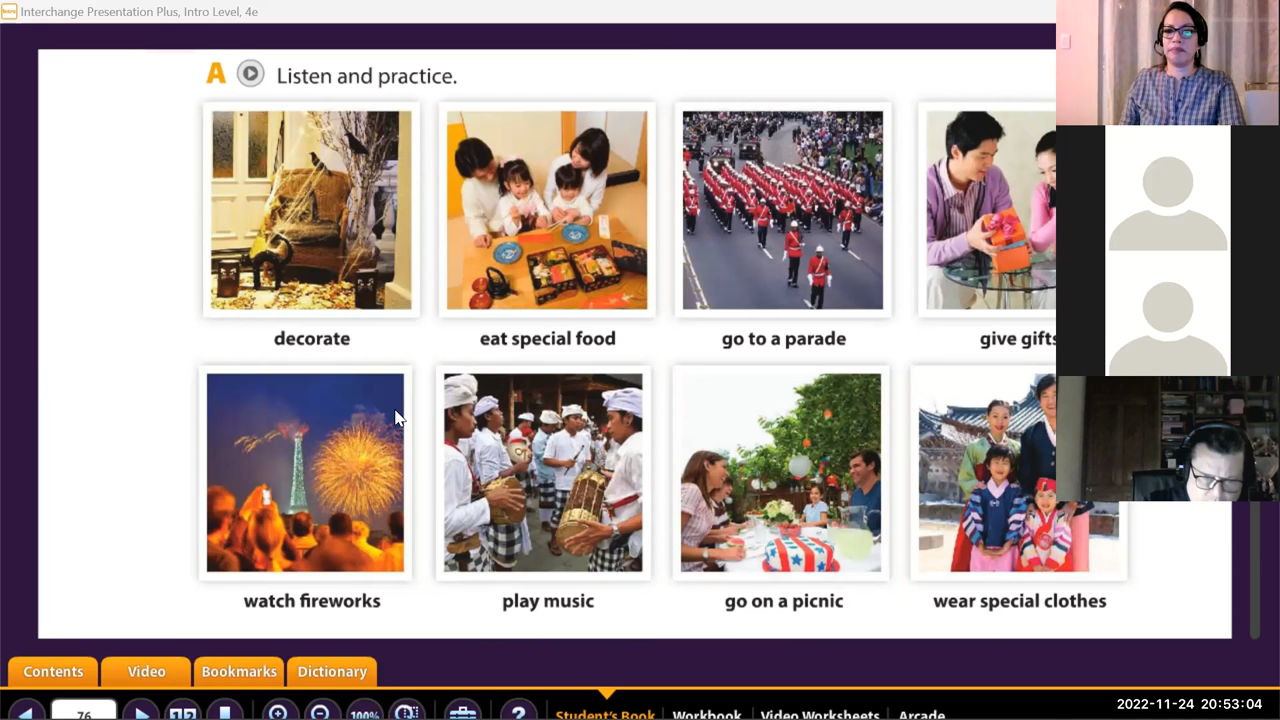 Interchange Presentation Plus, Intro Level, 4e
A Listen and practice.
decorate
eat special food
go to a parade
give gifts
watch fireworks
play music
go on a picnic
wear special clothes
Contents
Video
Bookmarks
Dictionary
76
100%
?
Student's Book
Workbook
Video Worksheets
Arcade
2022-11-24 20:53:04